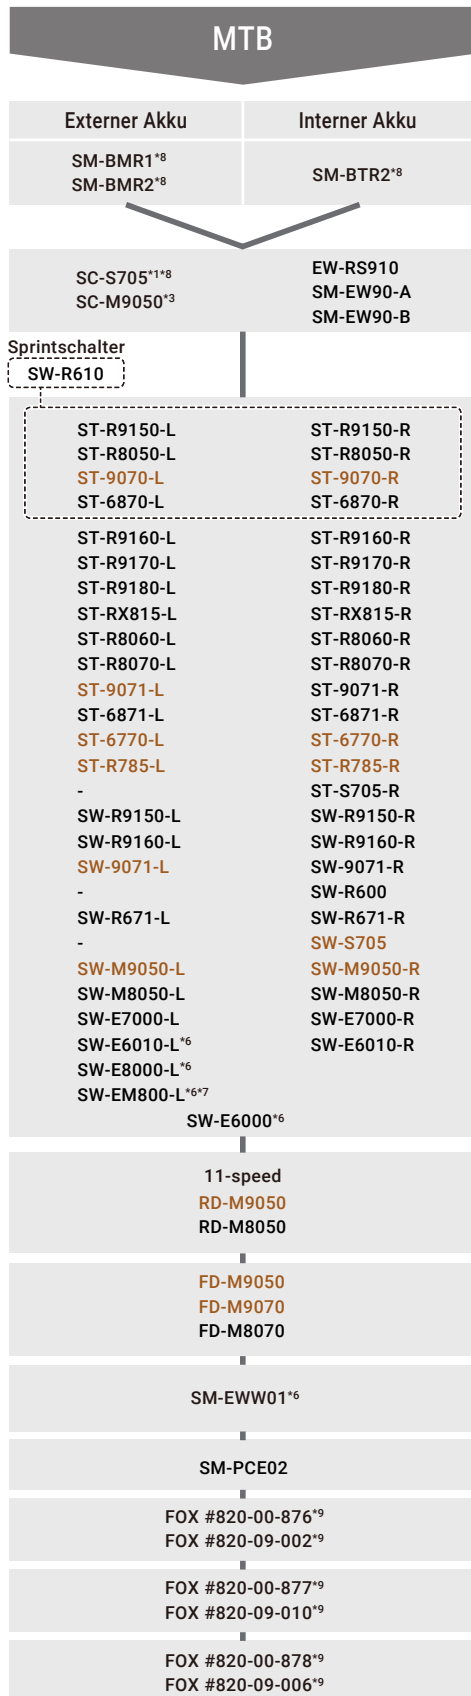 MTB
Externer Akku Interner Akku
SM-BMR1*8
SM-BMR2*8
SM-BTR2*8
SC-S705*1*8
SC-M9050*3
EW-RS910
SM-EW90-A
SM-EW90-B
Sprintschalter
SW-R610
ST-R9150-L ST-R9150-R
ST-R8050-L ST-R8050-R
ST-9070-L ST-9070-R
ST-6870-L ST-6870-R
ST-R9160-L ST-R9160-R
ST-R9170-L ST-R9170-R
ST-R9180-L ST-R9180-R
ST-RX815-L ST-RX815-R
ST-R8060-L ST-R8060-R
ST-R8070-L ST-R8070-R
ST-9071-L ST-9071-R
ST-6871-L ST-6871-R
ST-6770-L ST-6770-R
ST-R785-L ST-R785-R
- ST-S705-R
SW-R9150-L SW-R9150-R
SW-R9160-L SW-R9160-R
SW-9071-L SW-9071-R
- SW-R600
SW-R671-L SW-R671-R
- SW-S705
SW-M9050-L SW-M9050-R
SW-M8050-L SW-M8050-R
SW-E7000-L SW-E7000-R
SW-E6010-L*6 SW-E6010-R
SW-E8000-L*6
SW-EM800-L*6*7
SW-E6000*6
11-speed
RD-M9050
RD-M8050
FD-M9050
FD-M9070
FD-M8070
SM-EWW01*6
SM-PCE02
FOX #820-00-876*9
FOX #820-09-002*9
FOX #820-00-877*9
FOX #820-09-010*9
FOX #820-00-878*9
FOX #820-09-006*9